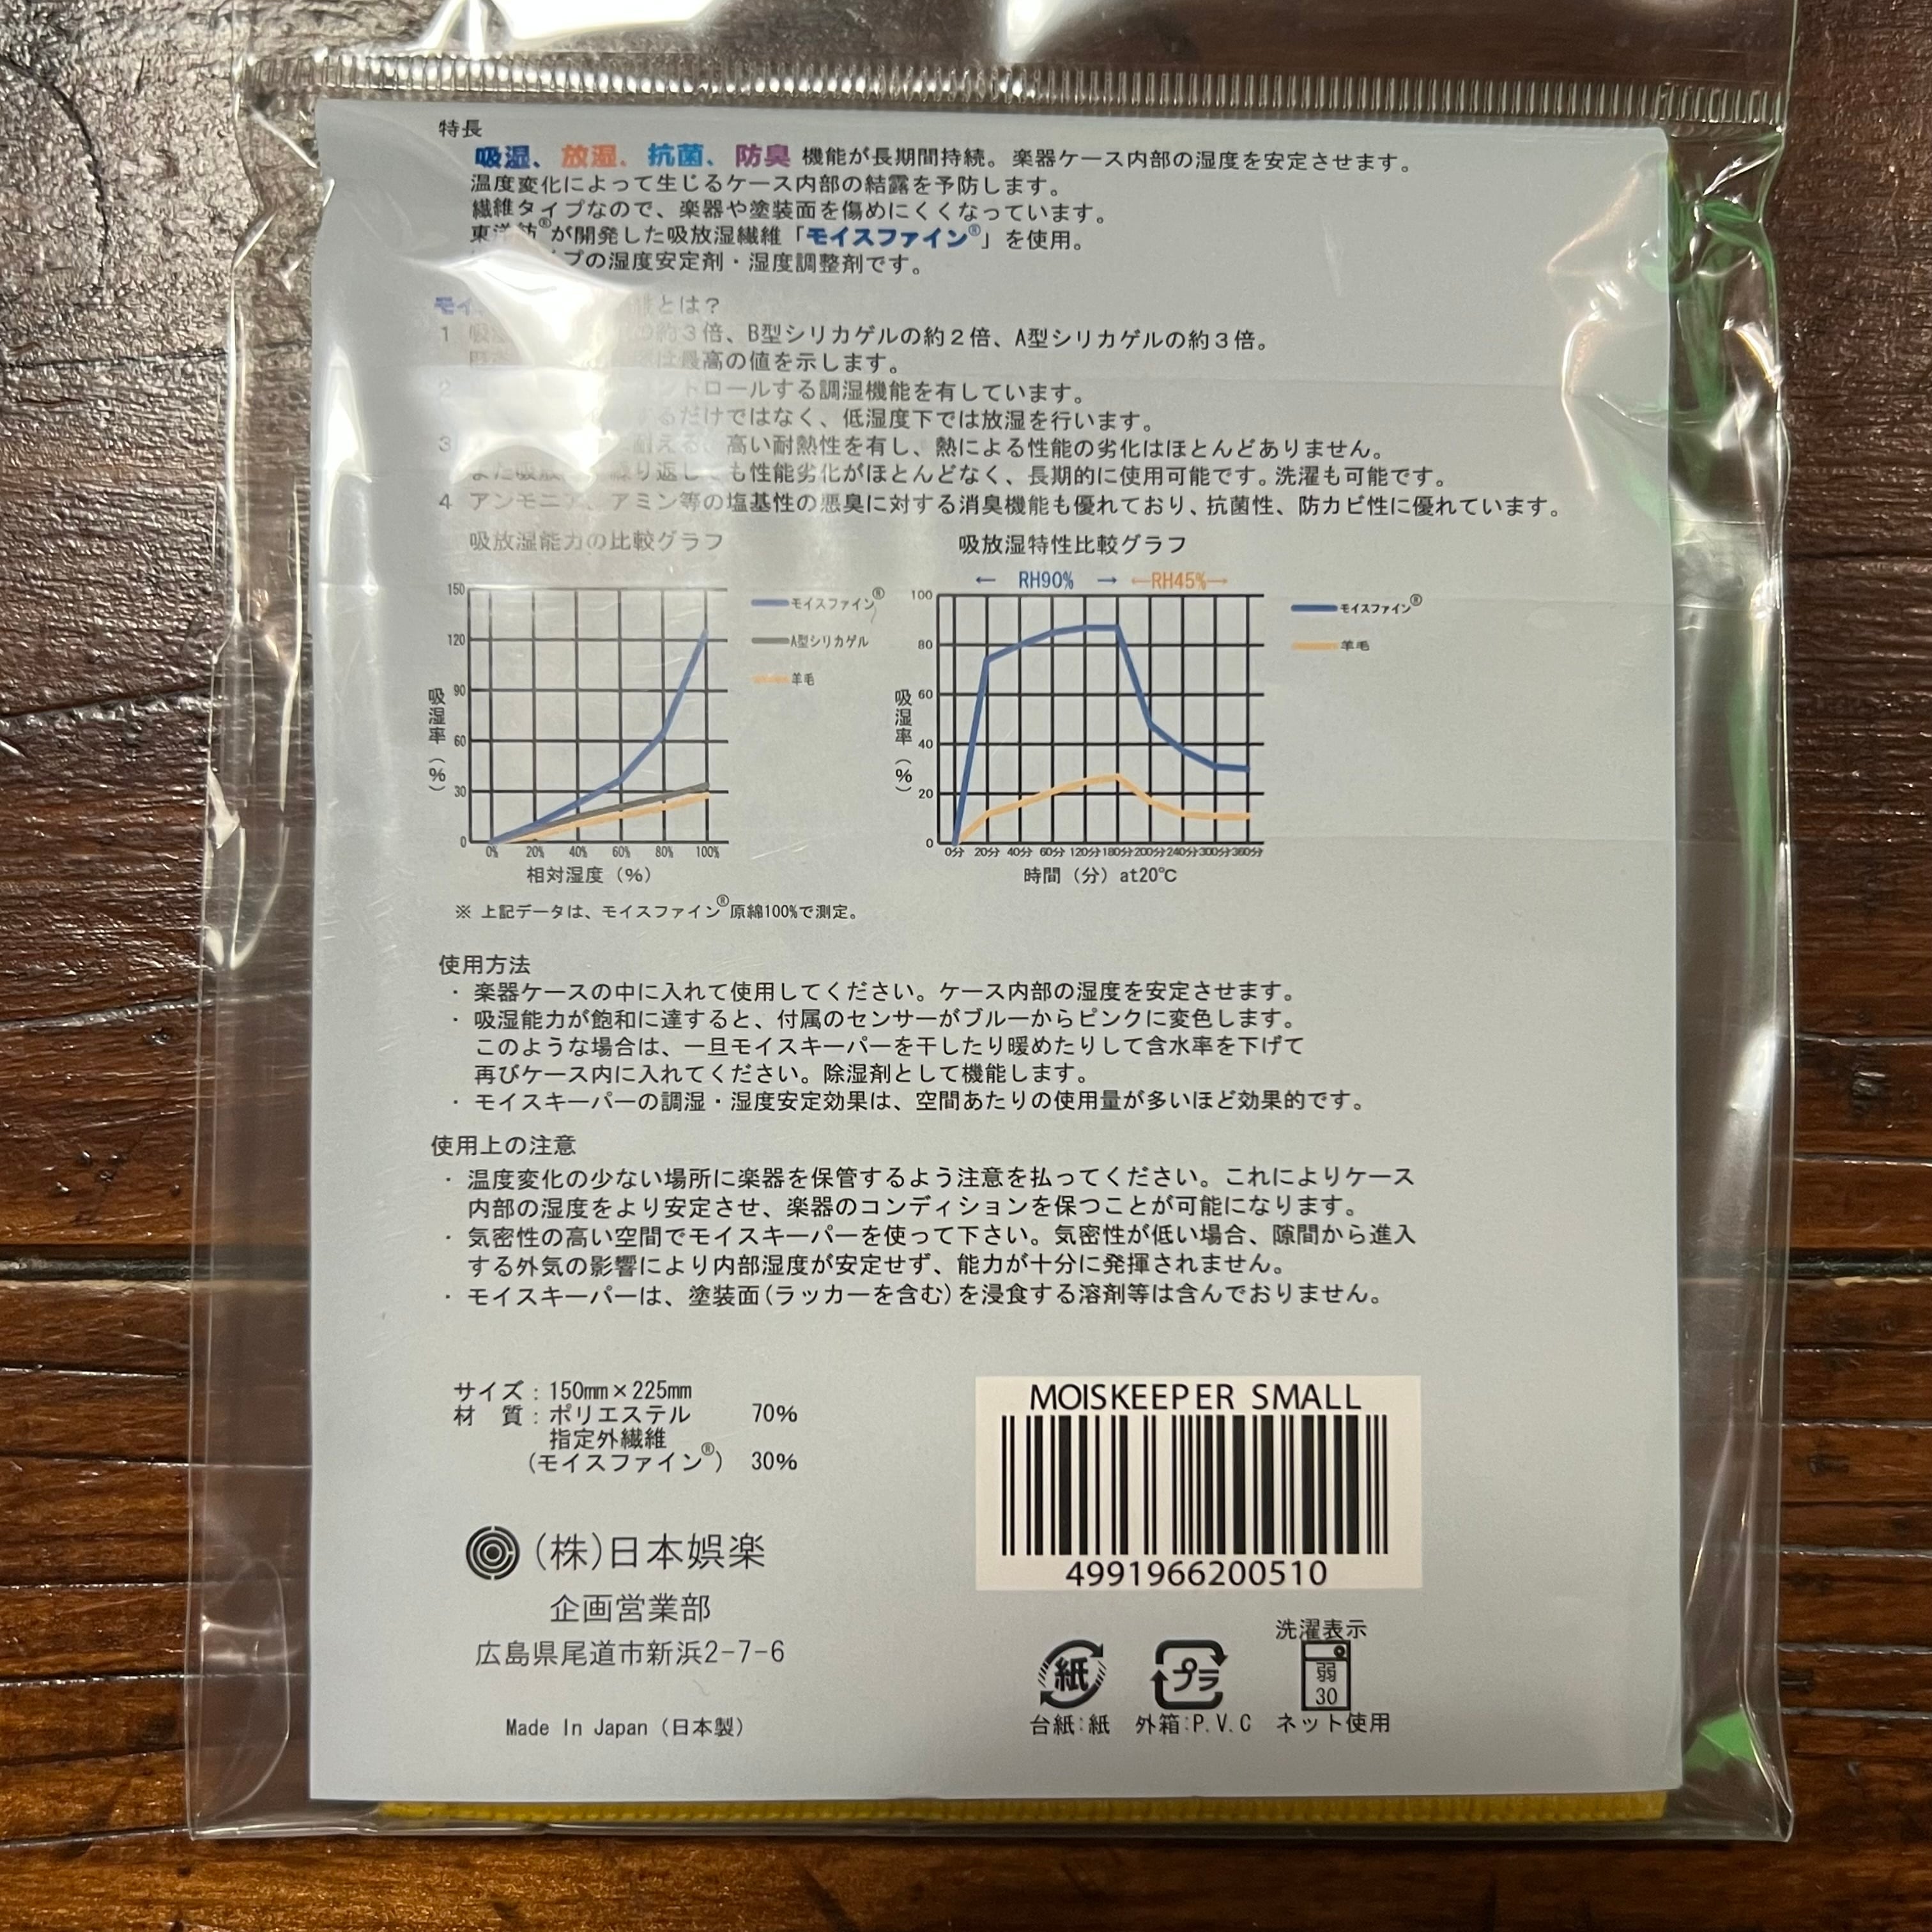 特長
吸湿、放湿、抗菌、防臭 機能が長期間持続。楽器ケース内部の湿度を安定させます。
温度変化によって生じるケース内部の結露を予防します。
繊維タイプなので、楽器や塗装面を傷めにくくなっています。
東洋紡®が開発した吸放湿繊維「モイスファイン®」を使用。
プの湿度安定剤・湿度調整剤です。
モイ とは？
1 吸 約３倍、B型シリカゲルの約２倍、A型シリカゲルの約３倍。
は最高の値を示します。
2 ントロールする調湿機能を有しています。
するだけではなく、低湿度下では放湿を行います。
3 耐える、高い耐熱性を有し、熱による性能の劣化はほとんどありません。
また吸放 繰り返しても性能劣化がほとんどなく、長期的に使用可能です。洗濯も可能です。
4 アンモニア、アミン等の塩基性の悪臭に対する消臭機能も優れており、抗菌性、防カビ性に優れています。
吸放湿能力の比較グラフ
150
120
90
60
30
0
吸湿率（%）
0% 20% 40% 60% 80% 100%
相対湿度（%）
モイスファイン®
A型シリカゲル
羊毛
吸放湿特性比較グラフ
← RH90% → ←RH45%→
100
80
60
40
20
0
吸湿率（%）
0分 20分 40分 60分 120分 180分 200分 240分 300分 360分
時間（分）at20℃
モイスファイン®
羊毛
※ 上記データは、モイスファイン®原綿100%で測定。
使用方法
・ 楽器ケースの中に入れて使用してください。ケース内部の湿度を安定させます。
・ 吸湿能力が飽和に達すると、付属のセンサーがブルーからピンクに変色します。
このような場合は、一旦モイスキーパーを干したり暖めたりして含水率を下げて
再びケース内に入れてください。除湿剤として機能します。
・ モイスキーパーの調湿・湿度安定効果は、空間あたりの使用量が多いほど効果的です。
使用上の注意
・ 温度変化の少ない場所に楽器を保管するよう注意を払ってください。これによりケース
内部の湿度をより安定させ、楽器のコンディションを保つことが可能になります。
・ 気密性の高い空間でモイスキーパーを使って下さい。気密性が低い場合、隙間から進入
する外気の影響により内部湿度が安定せず、能力が十分に発揮されません。
・ モイスキーパーは、塗装面(ラッカーを含む)を浸食する溶剤等は含んでおりません。
サイズ：150mm×225mm
材　質：ポリエステル 70%
指定外繊維
（モイスファイン®） 30%
(株)日本娯楽
企画営業部
広島県尾道市新浜2-7-6
Made In Japan（日本製）
MOISKEEPER SMALL
4991966200510
紙
台紙:紙
プラ
外箱:P.V.C
洗濯表示
弱
30
ネット使用